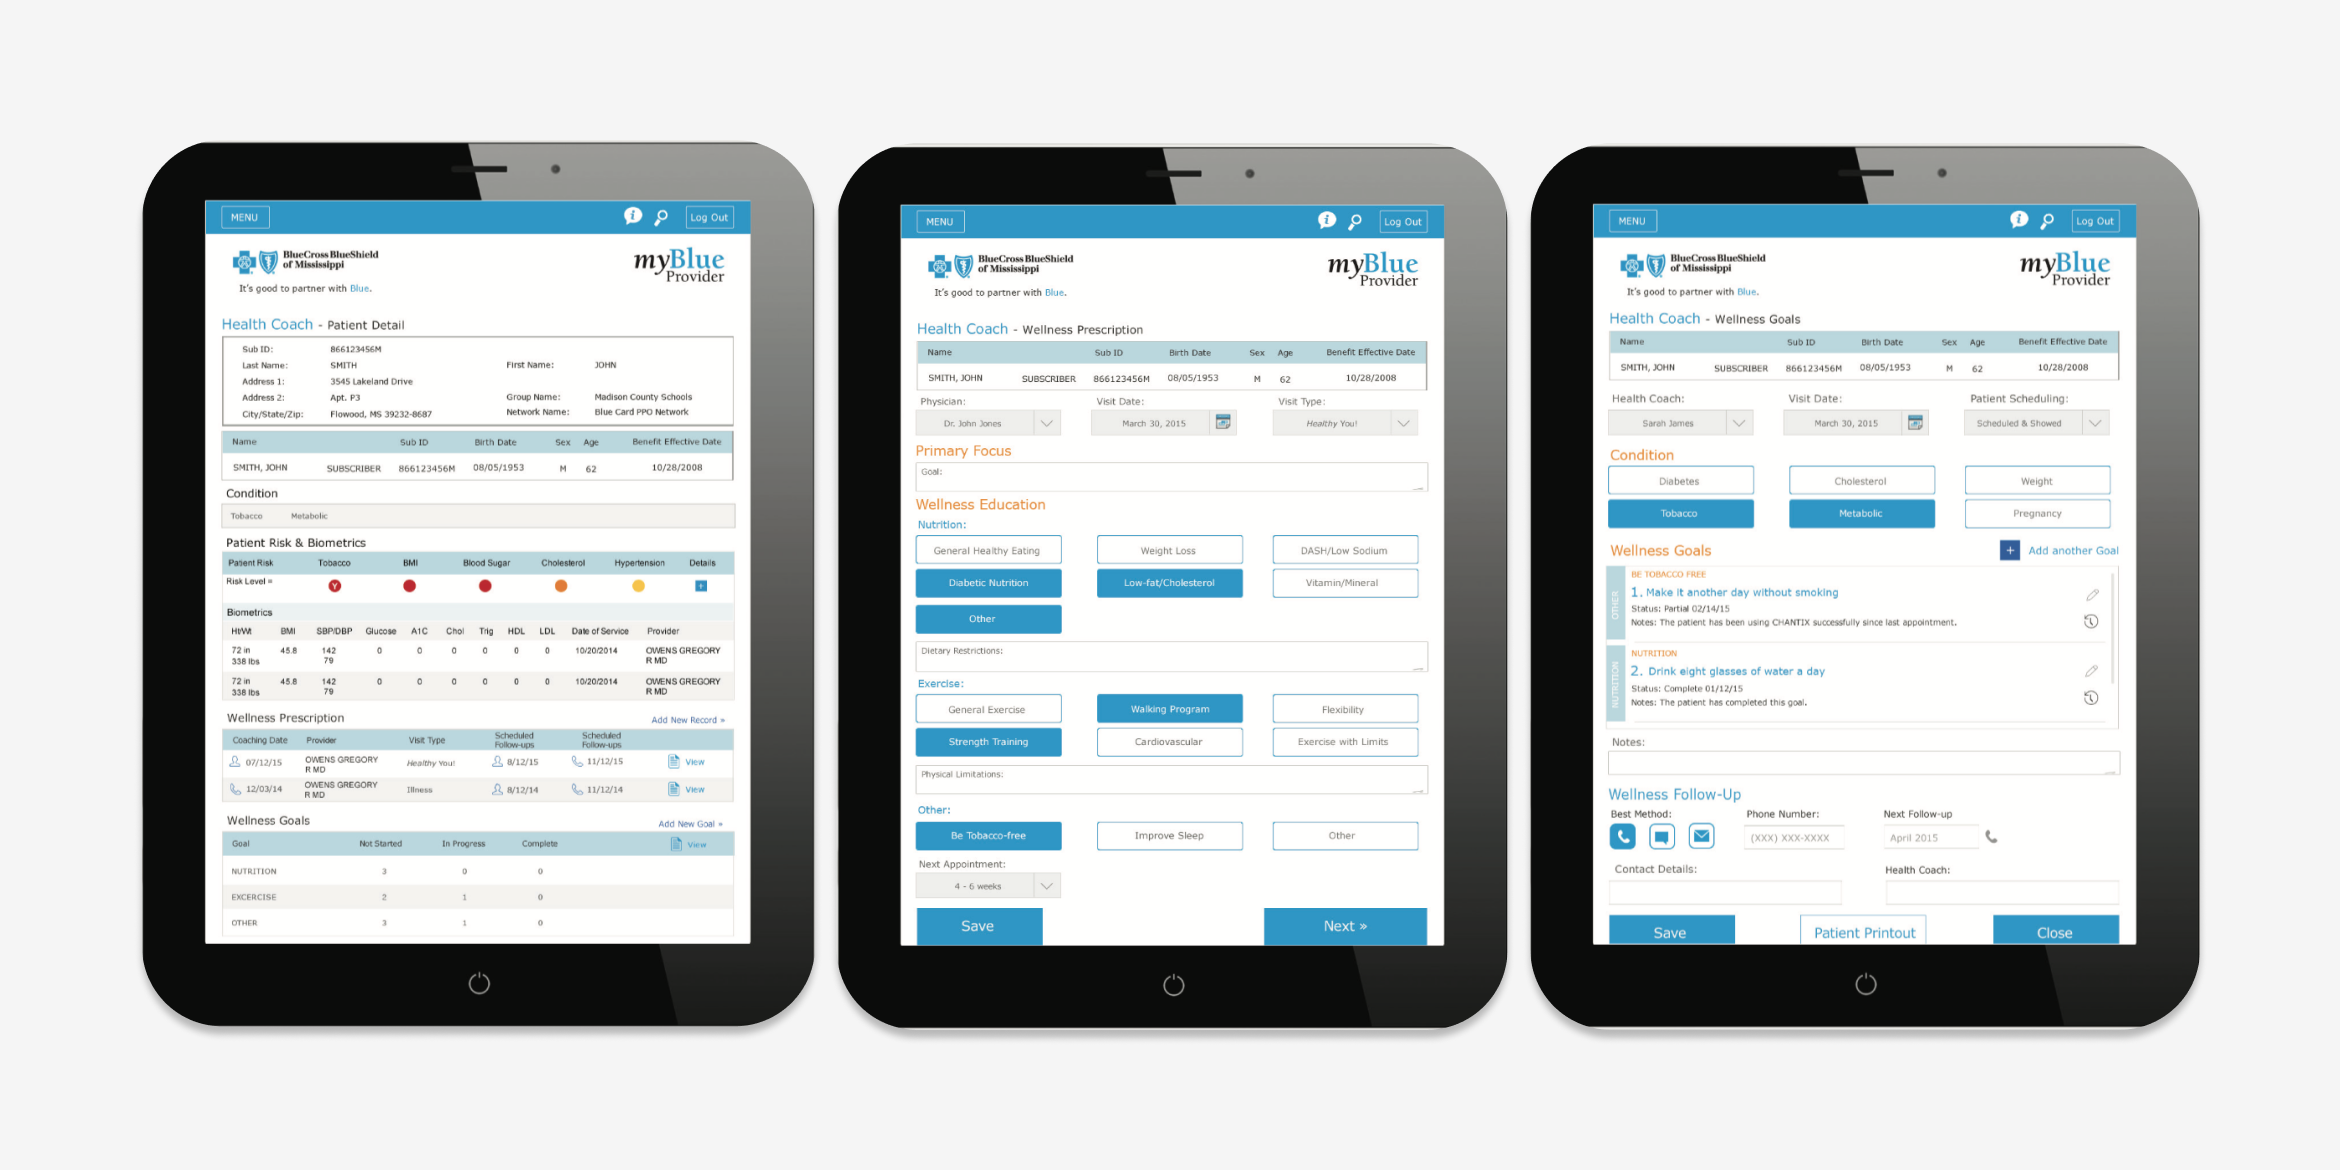 MENU
Log Out
BlueCross BlueShield
of Mississippi
It's good to partner with Blue.
myBlue
Provider
Health Coach - Patient Detail
Sub ID: 866123456M
Last Name: SMITH First Name: JOHN
Address 1: 3545 Lakeland Drive
Address 2: Apt. P3 Group Name: Madison County Schools
City/State/Zip: Flowood, MS 39232-8687 Network Name: Blue Card PPO Network
Name Sub ID Birth Date Sex Age Benefit Effective Date
SMITH, JOHN SUBSCRIBER 866123456M 08/05/1953 M 62 10/28/2008
Condition
Tobacco Metabolic
Patient Risk & Biometrics
Patient Risk Tobacco BMI Blood Sugar Cholesterol Hypertension Details
Risk Level = Y +
Biometrics
Ht/Wt BMI SBP/DBP Glucose A1C Chol Trig HDL LDL Date of Service Provider
72 in 45.8 142 0 0 0 0 0 0 10/20/2014 OWENS GREGORY
338 lbs 79 R MD
72 in 45.8 142 0 0 0 0 0 0 10/20/2014 OWENS GREGORY
338 lbs 79 R MD
Wellness Prescription Add New Record »
Coaching Date Provider Visit Type Scheduled Follow-ups Scheduled Follow-ups
07/12/15 OWENS GREGORY R MD Healthy You! 8/12/15 11/12/15 View
12/03/14 OWENS GREGORY R MD Illness 8/12/14 11/12/14 View
Wellness Goals Add New Goal »
Goal Not Started In Progress Complete View
NUTRITION 3 0 0
EXCERCISE 2 1 0
OTHER 3 1 0
MENU
Log Out
BlueCross BlueShield
of Mississippi
It's good to partner with Blue.
myBlue
Provider
Health Coach - Wellness Prescription
Name Sub ID Birth Date Sex Age Benefit Effective Date
SMITH, JOHN SUBSCRIBER 866123456M 08/05/1953 M 62 10/28/2008
Physician: Visit Date: Visit Type:
Dr. John Jones March 30, 2015 Healthy You!
Primary Focus
Goal:
Wellness Education
Nutrition:
General Healthy Eating Weight Loss DASH/Low Sodium
Diabetic Nutrition Low-fat/Cholesterol Vitamin/Mineral
Other
Dietary Restrictions:
Exercise:
General Exercise Walking Program Flexibility
Strength Training Cardiovascular Exercise with Limits
Physical Limitations:
Other:
Be Tobacco-free Improve Sleep Other
Next Appointment:
4 - 6 weeks
Save Next »
MENU
Log Out
BlueCross BlueShield
of Mississippi
It's good to partner with Blue.
myBlue
Provider
Health Coach - Wellness Goals
Name Sub ID Birth Date Sex Age Benefit Effective Date
SMITH, JOHN SUBSCRIBER 866123456M 08/05/1953 M 62 10/28/2008
Health Coach: Visit Date: Patient Scheduling:
Sarah James March 30, 2015 Scheduled & Showed
Condition
Diabetes Cholesterol Weight
Tobacco Metabolic Pregnancy
Wellness Goals + Add another Goal
OTHER
BE TOBACCO FREE
1. Make it another day without smoking
Status: Partial 02/14/15
Notes: The patient has been using CHANTIX successfully since last appointment.
NUTRITION
NUTRITION
2. Drink eight glasses of water a day
Status: Complete 01/12/15
Notes: The patient has completed this goal.
Notes:
Wellness Follow-Up
Best Method: Phone Number: Next Follow-up
(XXX) XXX-XXXX April 2015
Contact Details: Health Coach:
Save Patient Printout Close